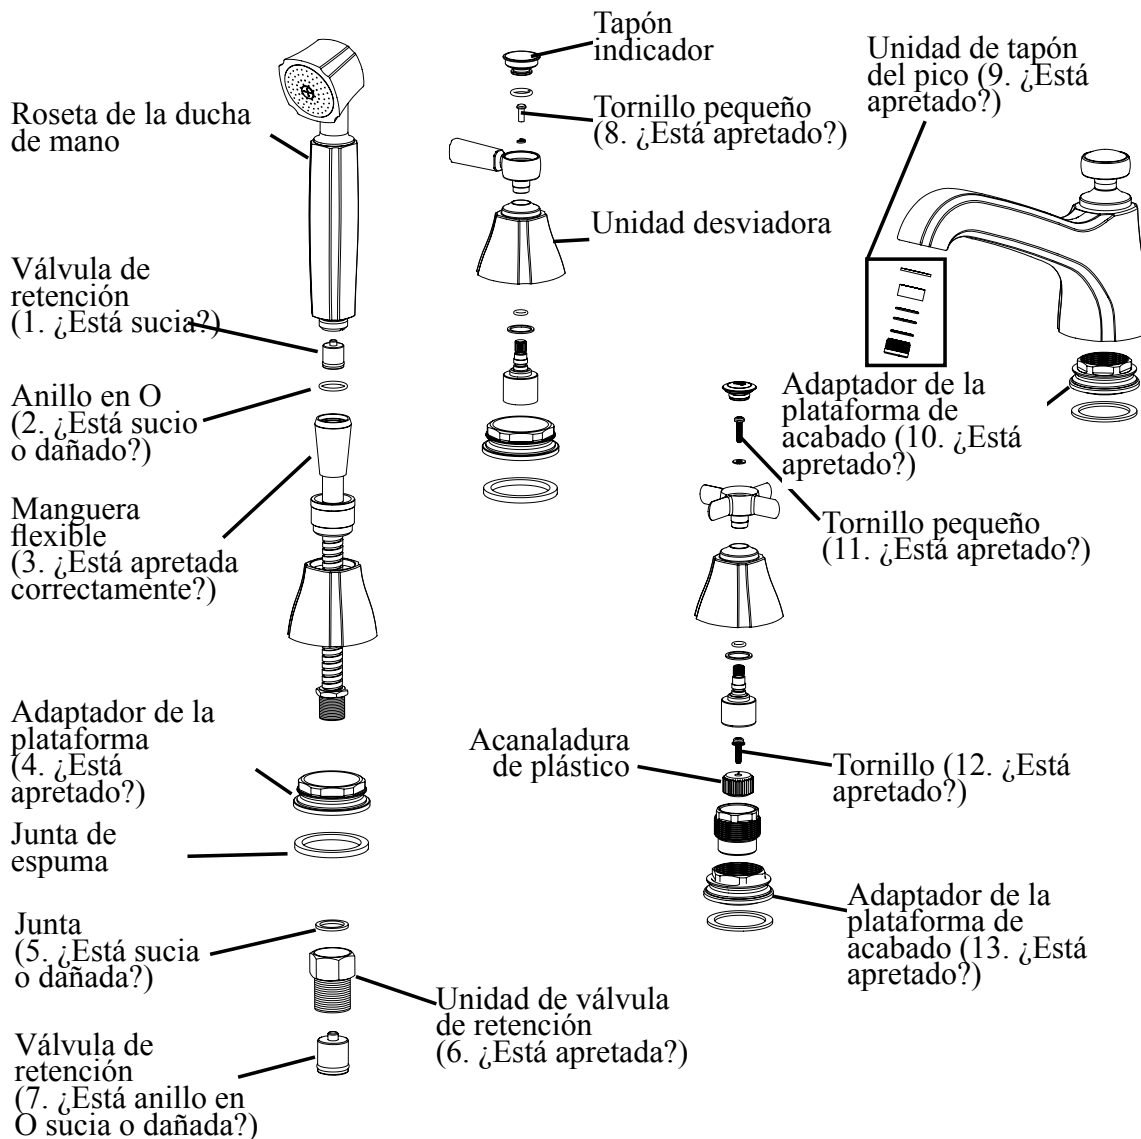 Tapón
indicador
Unidad de tapón
del pico (9. ¿Está
apretado?)
Roseta de la ducha
de mano
Tornillo pequeño
(8. ¿Está apretado?)
Unidad desviadora
Válvula de
retención
(1. ¿Está sucia?)
Anillo en O
(2. ¿Está sucio
o dañado?)
Adaptador de la
plataforma de
acabado (10. ¿Está
apretado?)
Manguera
flexible
(3. ¿Está apretada
correctamente?)
Tornillo pequeño
(11. ¿Está apretado?)
Adaptador de la
plataforma
(4. ¿Está
apretado?)
Acanaladura
de plástico
Tornillo (12. ¿Está
apretado?)
Junta de
espuma
Adaptador de la
plataforma de
acabado (13. ¿Está
apretado?)
Junta
(5. ¿Está sucia
o dañada?)
Unidad de válvula
de retención
(6. ¿Está apretada?)
Válvula de
retención
(7. ¿Está anillo en
O sucia o dañada?)